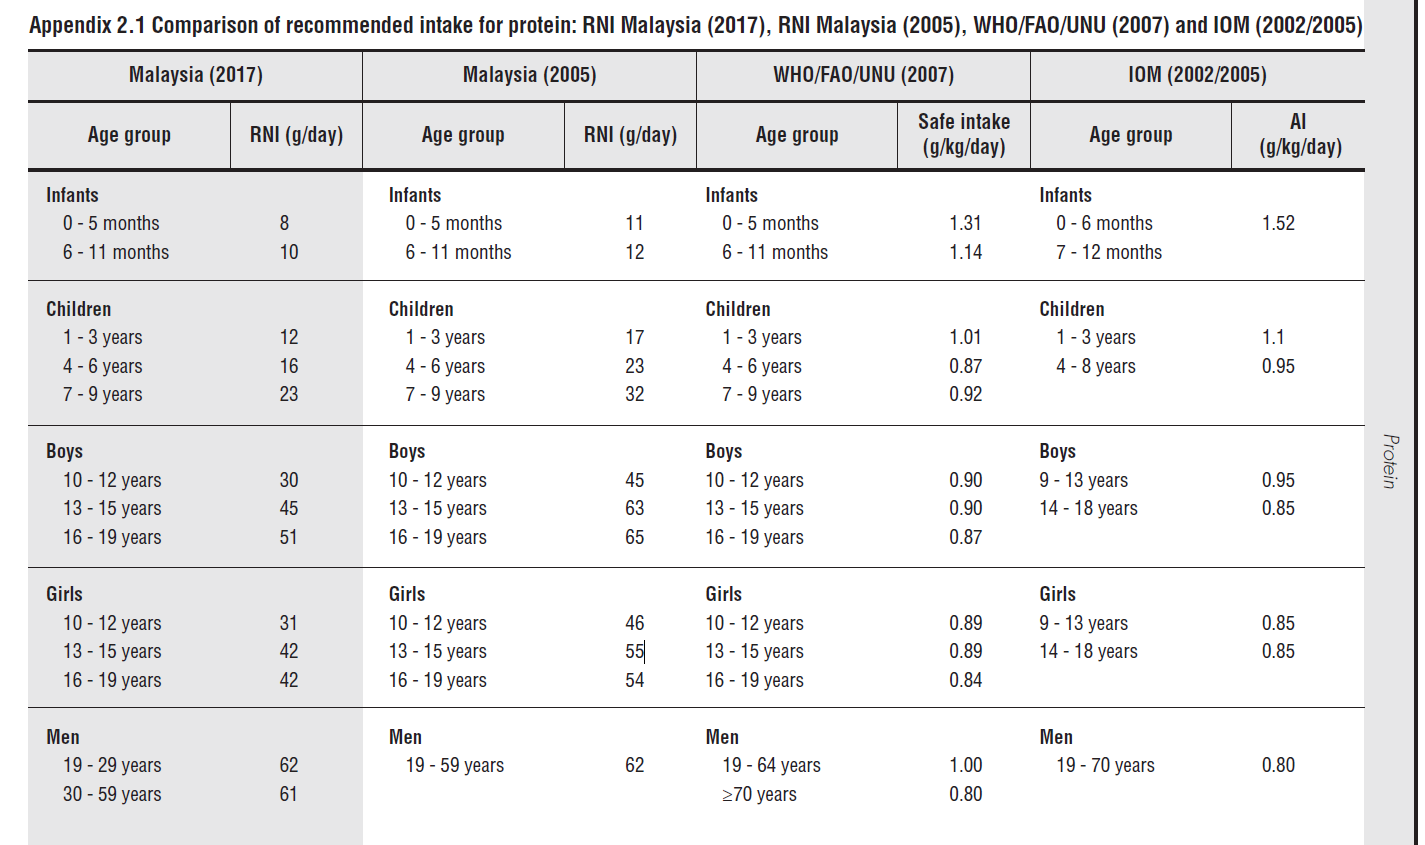 Appendix 2.1 Comparison of recommended intake for protein: RNI Malaysia (2017), RNI Malaysia (2005), WHO/FAO/UNU (2007) and IOM (2002/2005)
Malaysia (2017) Malaysia (2005) WHO/FAO/UNU (2007) IOM (2002/2005)
Age group RNI (g/day) Age group RNI (g/day) Age group Safe intake (g/kg/day) Age group AI (g/kg/day)
Infants Infants Infants Infants
0 - 5 months 8 0 - 5 months 11 0 - 5 months 1.31 0 - 6 months 1.52
6 - 11 months 10 6 - 11 months 12 6 - 11 months 1.14 7 - 12 months
Children Children Children Children
1 - 3 years 12 1 - 3 years 17 1 - 3 years 1.01 1 - 3 years 1.1
4 - 6 years 16 4 - 6 years 23 4 - 6 years 0.87 4 - 8 years 0.95
7 - 9 years 23 7 - 9 years 32 7 - 9 years 0.92
Boys Boys Boys Boys
10 - 12 years 30 10 - 12 years 45 10 - 12 years 0.90 9 - 13 years 0.95
13 - 15 years 45 13 - 15 years 63 13 - 15 years 0.90 14 - 18 years 0.85
16 - 19 years 51 16 - 19 years 65 16 - 19 years 0.87
Girls Girls Girls Girls
10 - 12 years 31 10 - 12 years 46 10 - 12 years 0.89 9 - 13 years 0.85
13 - 15 years 42 13 - 15 years 55 13 - 15 years 0.89 14 - 18 years 0.85
16 - 19 years 42 16 - 19 years 54 16 - 19 years 0.84
Men Men Men Men
19 - 29 years 62 19 - 59 years 62 19 - 64 years 1.00 19 - 70 years 0.80
30 - 59 years 61 ≥70 years 0.80
Protein